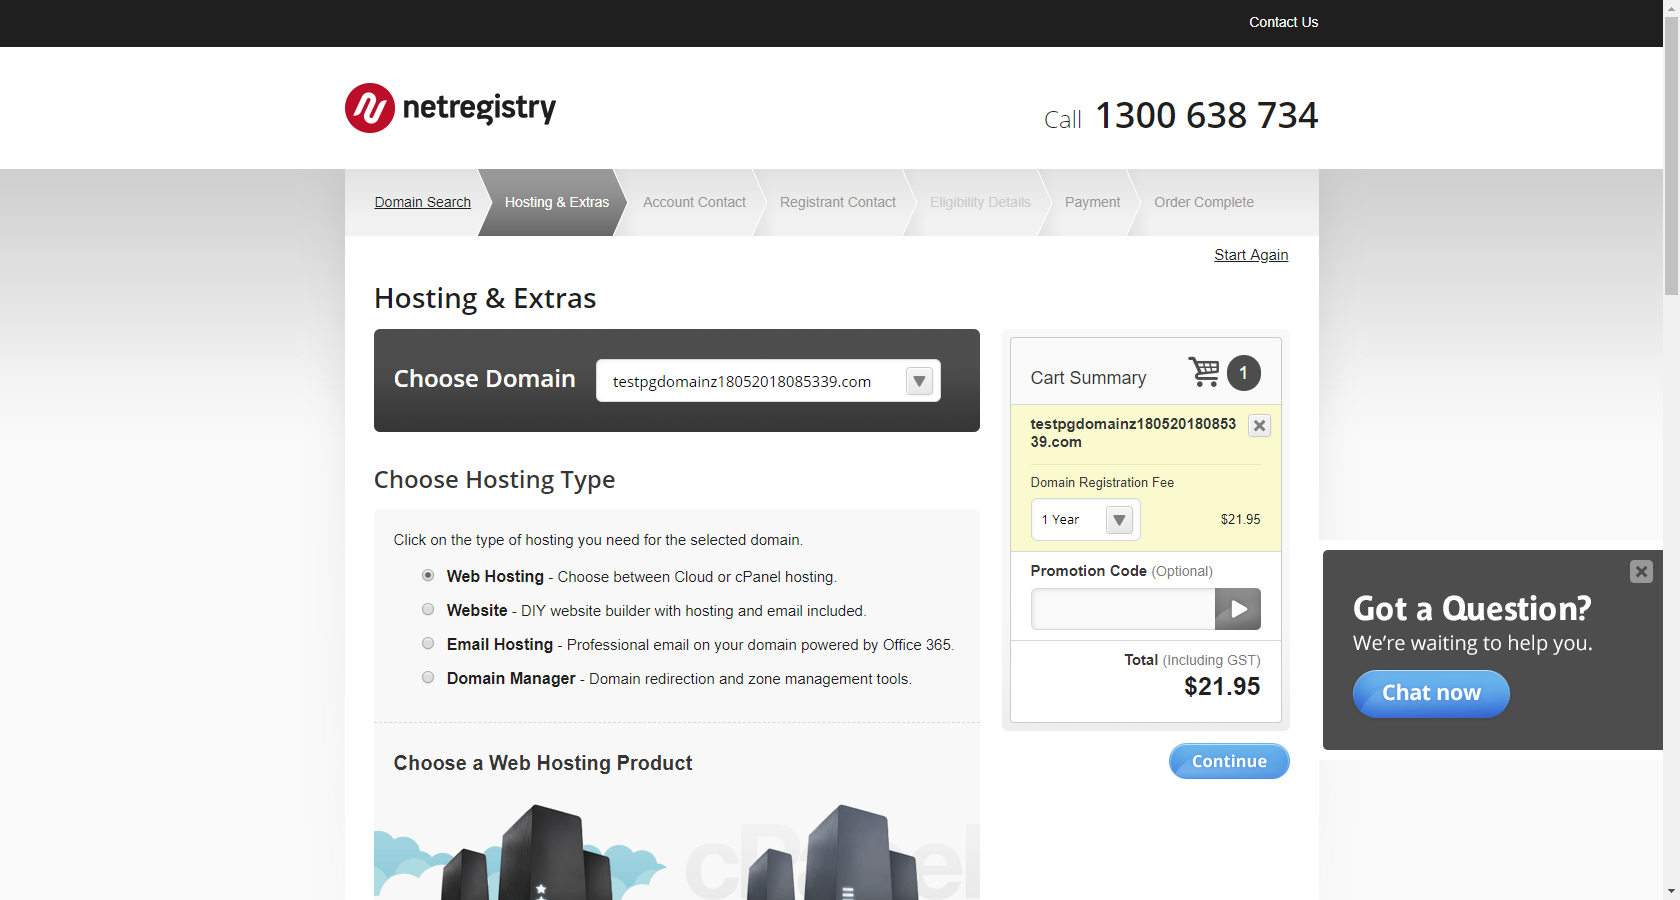 Contact Us
netregistry
Call 1300 638 734
Domain Search
Hosting & Extras
Account Contact
Registrant Contact
Eligibility Details
Payment
Order Complete
Start Again
Hosting & Extras
Choose Domain
testpgdomainz18052018085339.com
Choose Hosting Type
Click on the type of hosting you need for the selected domain.
Web Hosting - Choose between Cloud or cPanel hosting.
Website - DIY website builder with hosting and email included.
Email Hosting - Professional email on your domain powered by Office 365.
Domain Manager - Domain redirection and zone management tools.
Choose a Web Hosting Product
cPanel
Cart Summary
1
testpgdomainz180520180853
39.com
Domain Registration Fee
1 Year
$21.95
Promotion Code (Optional)
Total (Including GST)
$21.95
Continue
Got a Question?
We're waiting to help you.
Chat now